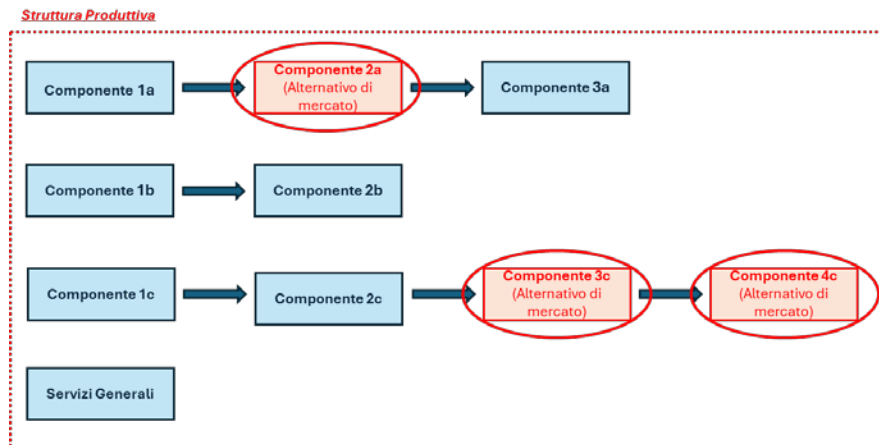 Struttura Produttiva
Componente 1a
Componente 2a
(Alternativo di
mercato)
Componente 3a
Componente 1b
Componente 2b
Componente 1c
Componente 2c
Componente 3c
(Alternativo di
mercato)
Componente 4c
(Alternativo di
mercato)
Servizi Generali